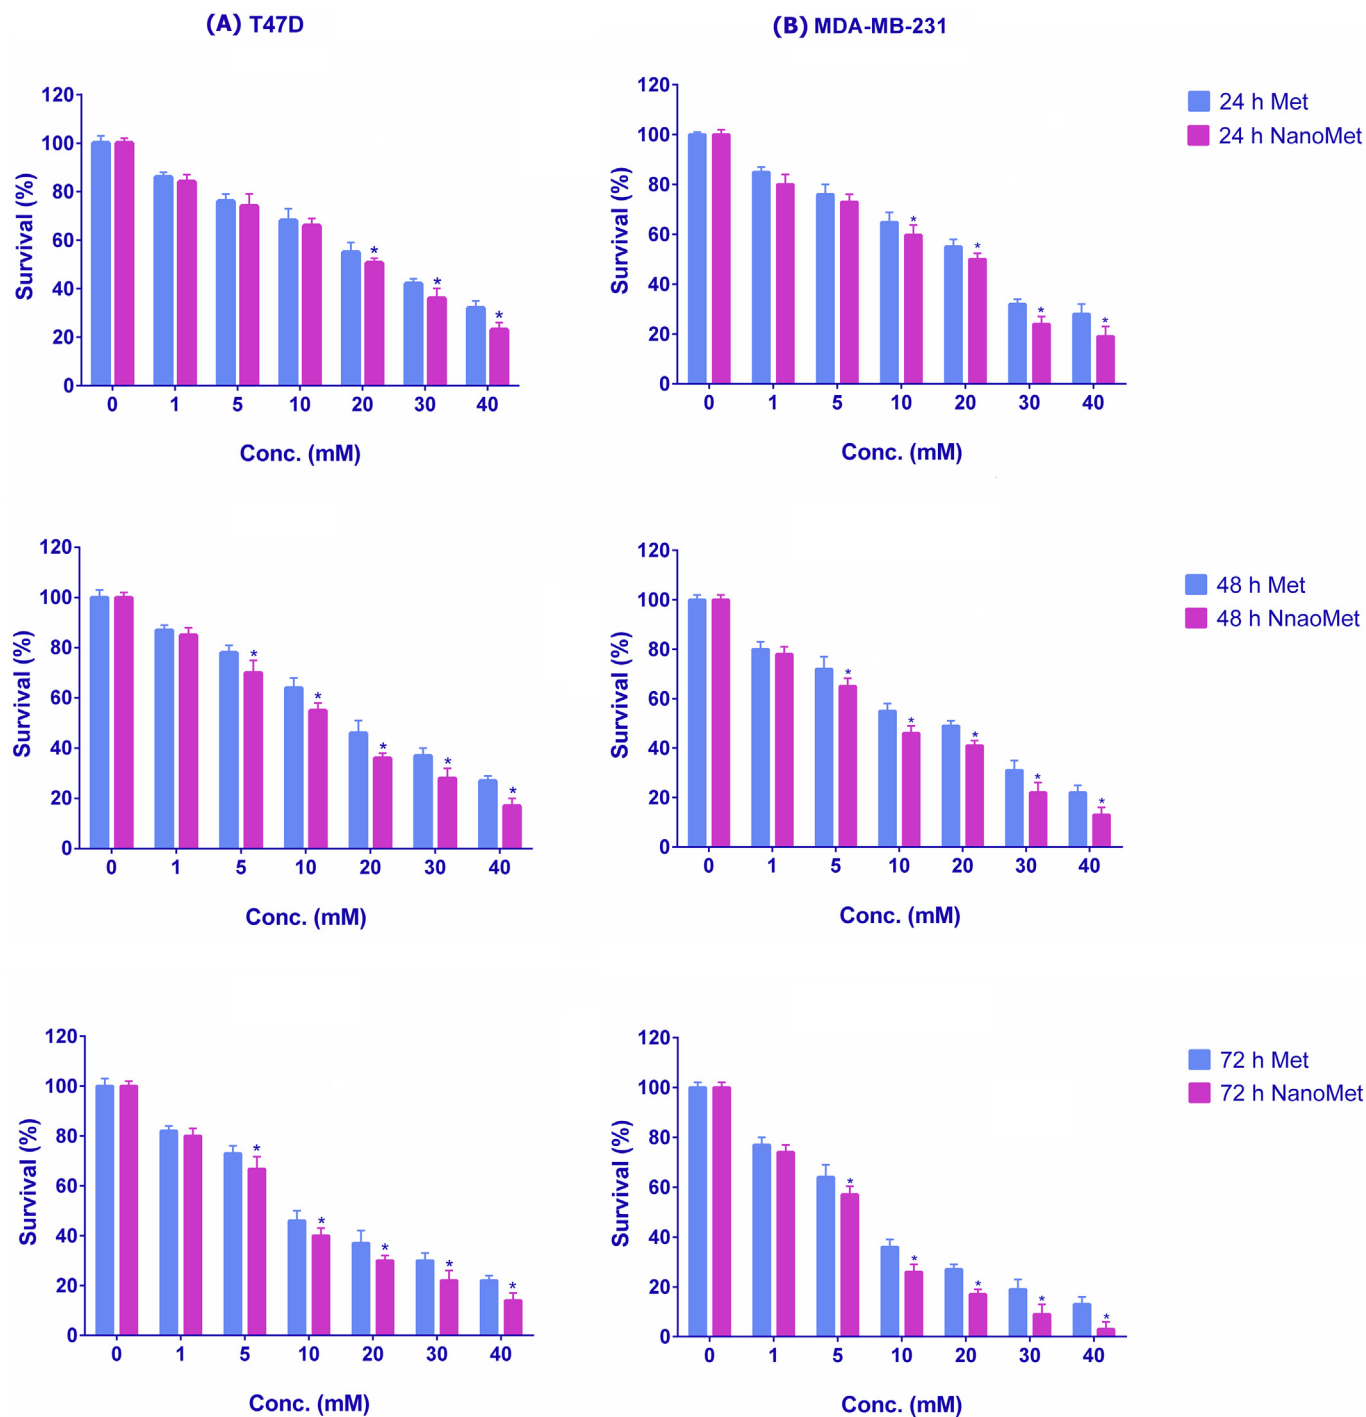 (A) T47D
(B) MDA-MB-231
120
100
80
60
40
20
0
Survival (%)
*
*
*
0 1 5 10 20 30 40
Conc. (mM)
120
100
80
60
40
20
0
Survival (%)
*
*
*
*
0 1 5 10 20 30 40
Conc. (mM)
24 h Met
24 h NanoMet
120
100
80
60
40
20
0
Survival (%)
*
*
*
*
*
0 1 5 10 20 30 40
Conc. (mM)
120
100
80
60
40
20
0
Survival (%)
*
*
*
*
*
0 1 5 10 20 30 40
Conc. (mM)
48 h Met
48 h NnaoMet
120
100
80
60
40
20
0
Survival (%)
*
*
*
*
*
0 1 5 10 20 30 40
Conc. (mM)
120
100
80
60
40
20
0
Survival (%)
*
*
*
*
*
0 1 5 10 20 30 40
Conc. (mM)
72 h Met
72 h NanoMet